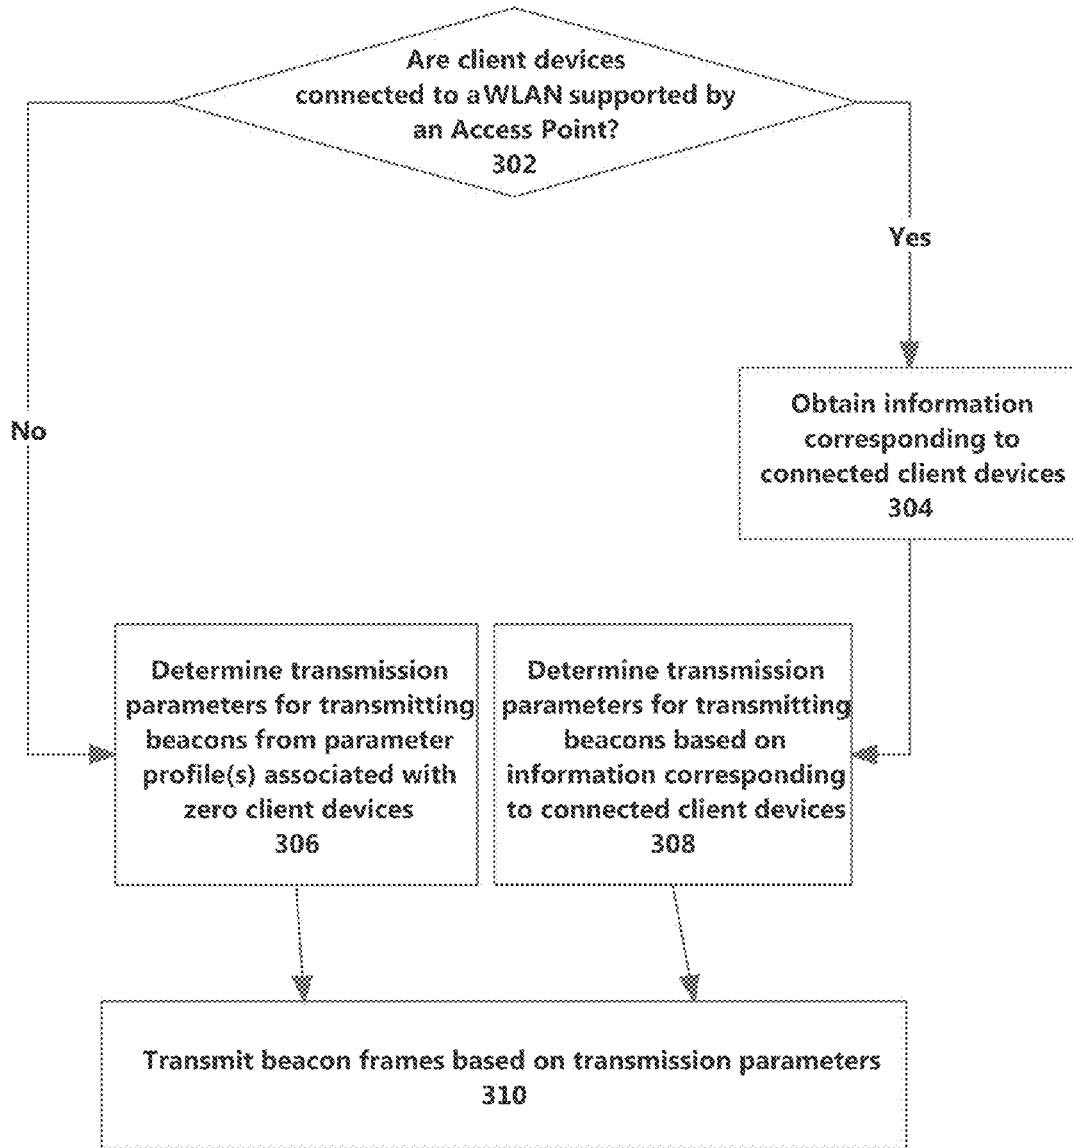 Are client devices
connected to a WLAN supported by
an Access Point?
302
Yes
No
Obtain information
corresponding to
connected client devices
304
Determine transmission
parameters for transmitting
beacons from parameter
profile(s) associated with
zero client devices
306
Determine transmission
parameters for transmitting
beacons based on
information corresponding
to connected client devices
308
Transmit beacon frames based on transmission parameters
310